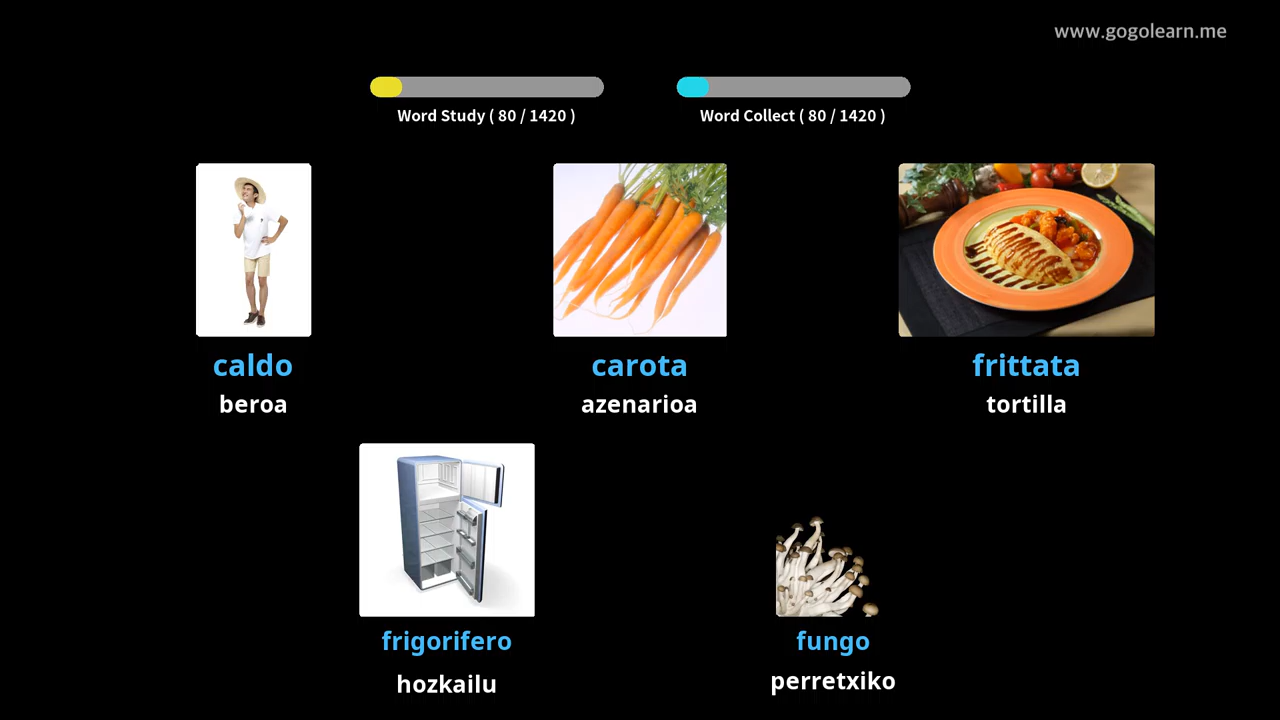 www.gogolearn.me
Word Study ( 80 / 1420 )
Word Collect ( 80 / 1420 )
caldo
beroa
carota
azenarioa
frittata
tortilla
frigorifero
hozkailu
fungo
perretxiko